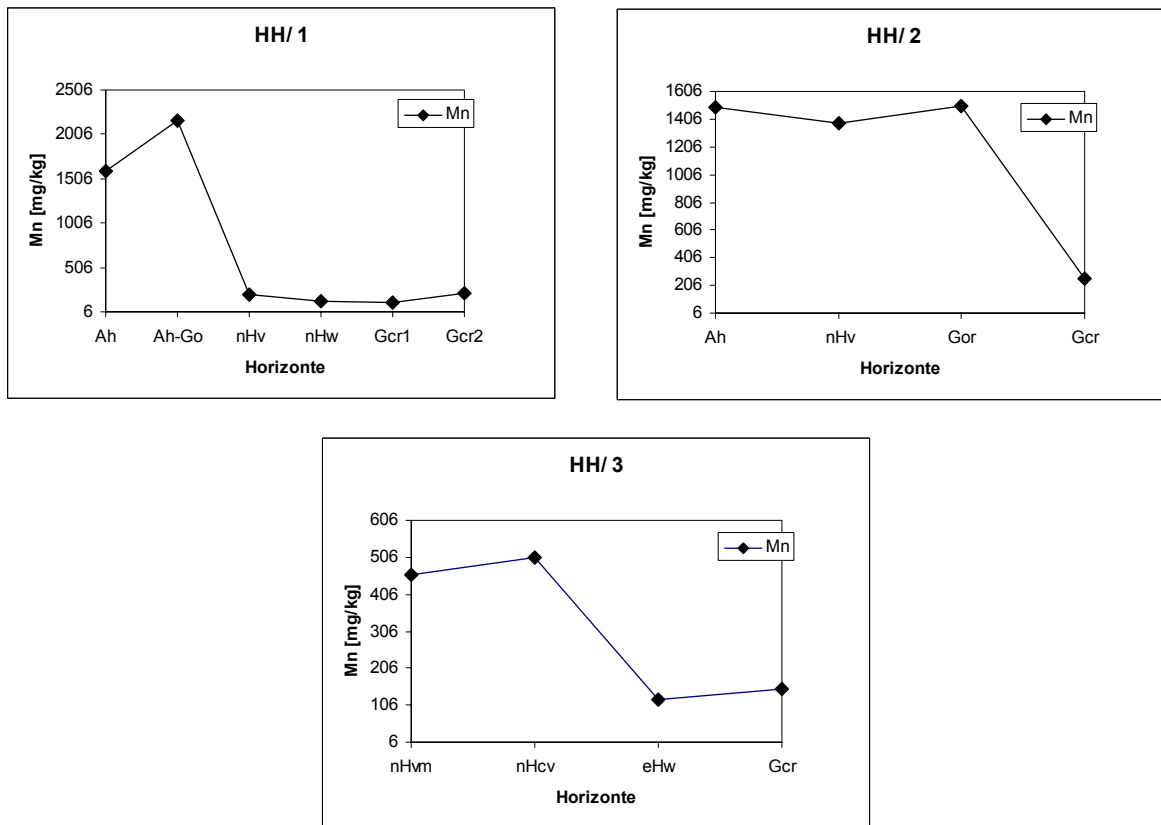 HH/ 1
Mn [mg/kg]
2506
2006
1506
1006
506
6
Mn
Ah Ah-Go nHv nHw Gcr1 Gcr2
Horizonte
HH/ 2
Mn [mg/kg]
1606
1406
1206
1006
806
606
406
206
6
Mn
Ah nHv Gor Gcr
Horizonte
HH/ 3
Mn [mg/kg]
606
506
406
306
206
106
6
Mn
nHvm nHcv eHw Gcr
Horizonte